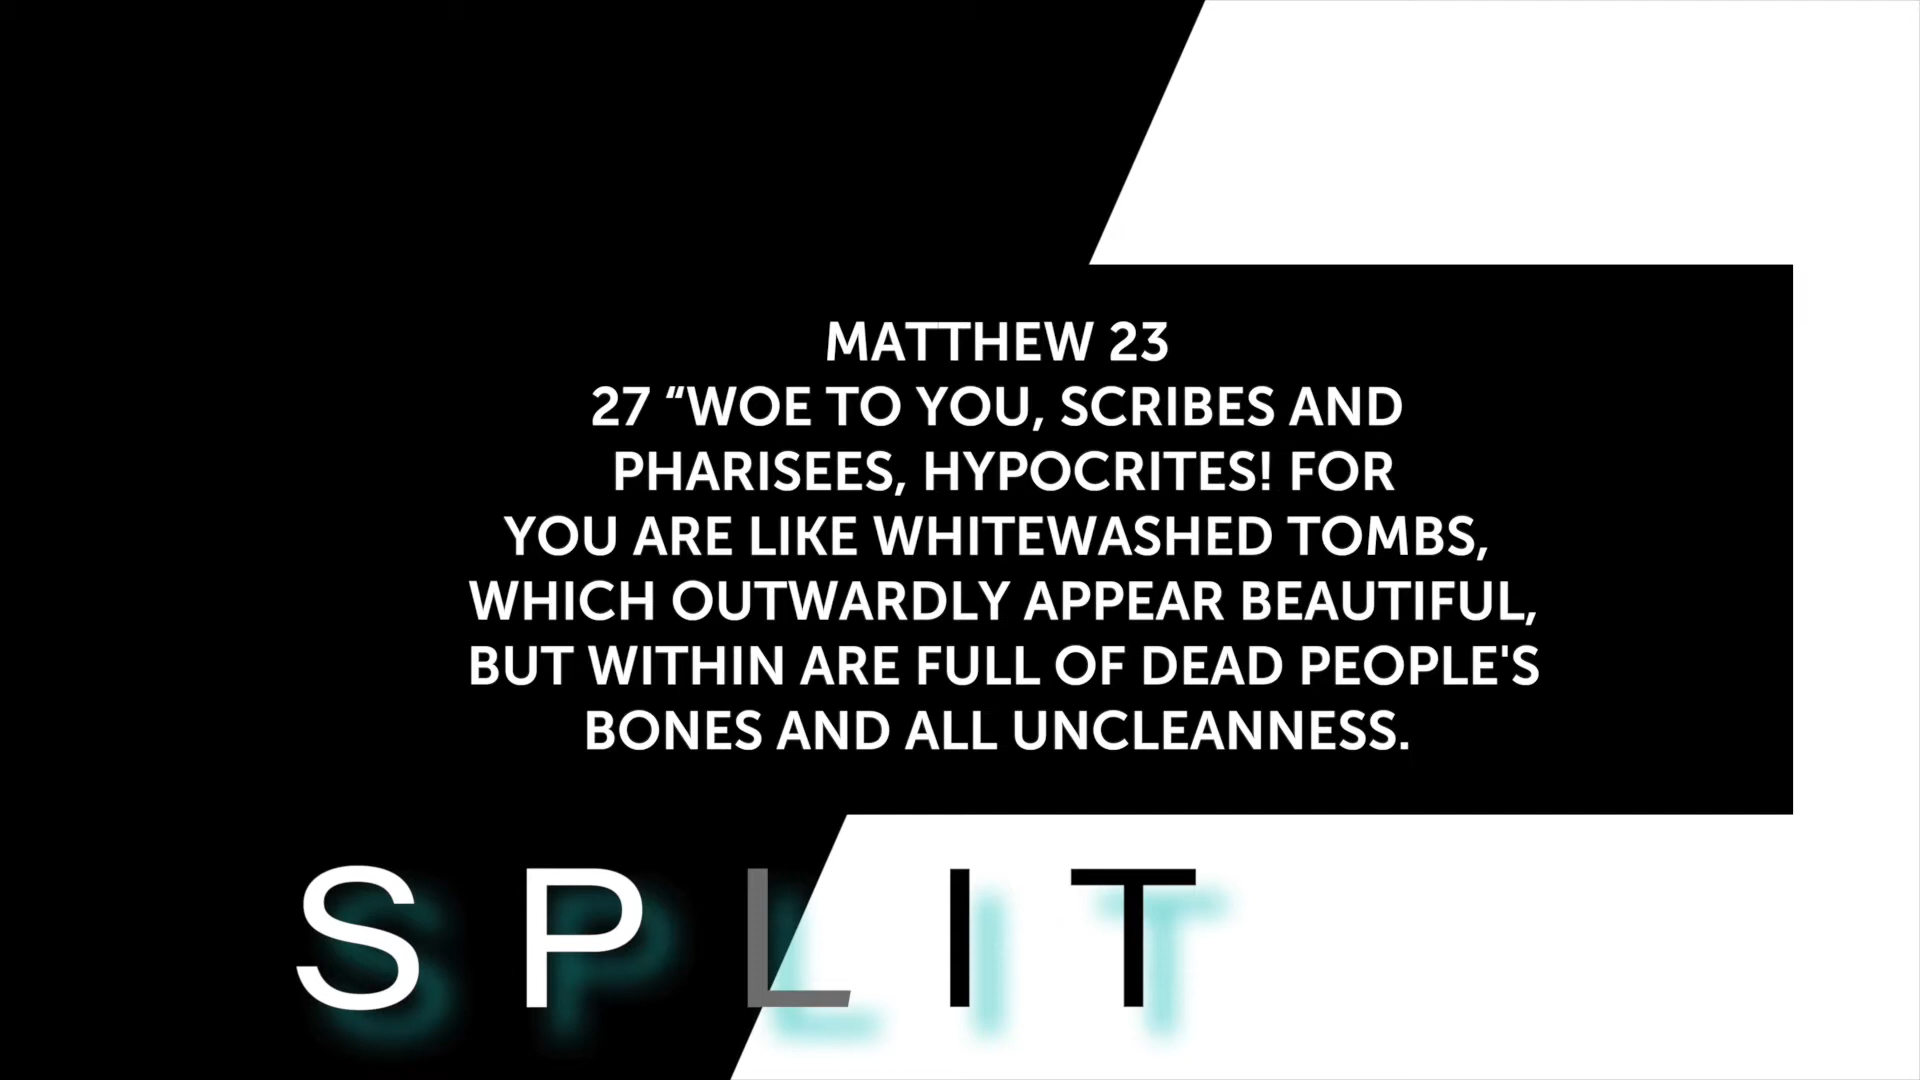 MATTHEW 23
27 “WOE TO YOU, SCRIBES AND
PHARISEES, HYPOCRITES! FOR
YOU ARE LIKE WHITEWASHED TOMBS,
WHICH OUTWARDLY APPEAR BEAUTIFUL,
BUT WITHIN ARE FULL OF DEAD PEOPLE'S
BONES AND ALL UNCLEANNESS.
SPLIT